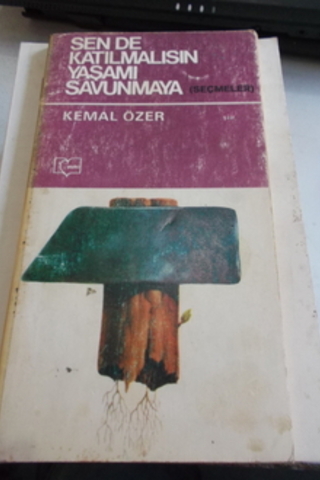 SEN DE
KATILMALISIN
YAŞAMI
SAVUNMAYA (SEÇMELER)
KEMAL ÖZER
şiir